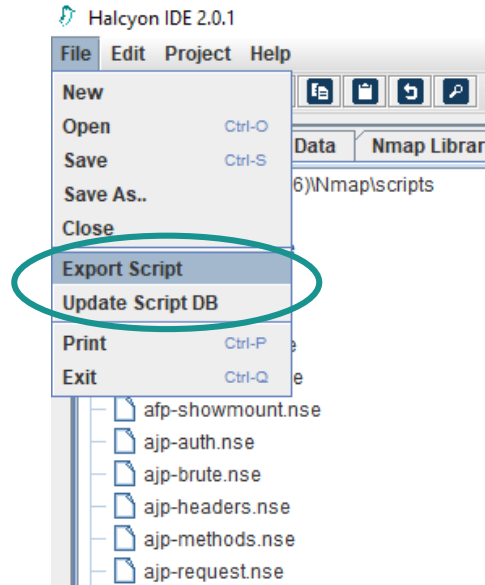 Halcyon IDE 2.0.1
File Edit Project Help
New
Open Ctrl-O
Data Nmap Librar
Save Ctrl-S
6)\Nmap\scripts
Save As..
Close
Export Script
Update Script DB
Print Ctrl-P
Exit Ctrl-Q e
afp-showmount.nse
ajp-auth.nse
ajp-brute.nse
ajp-headers.nse
ajp-methods.nse
ajp-request.nse